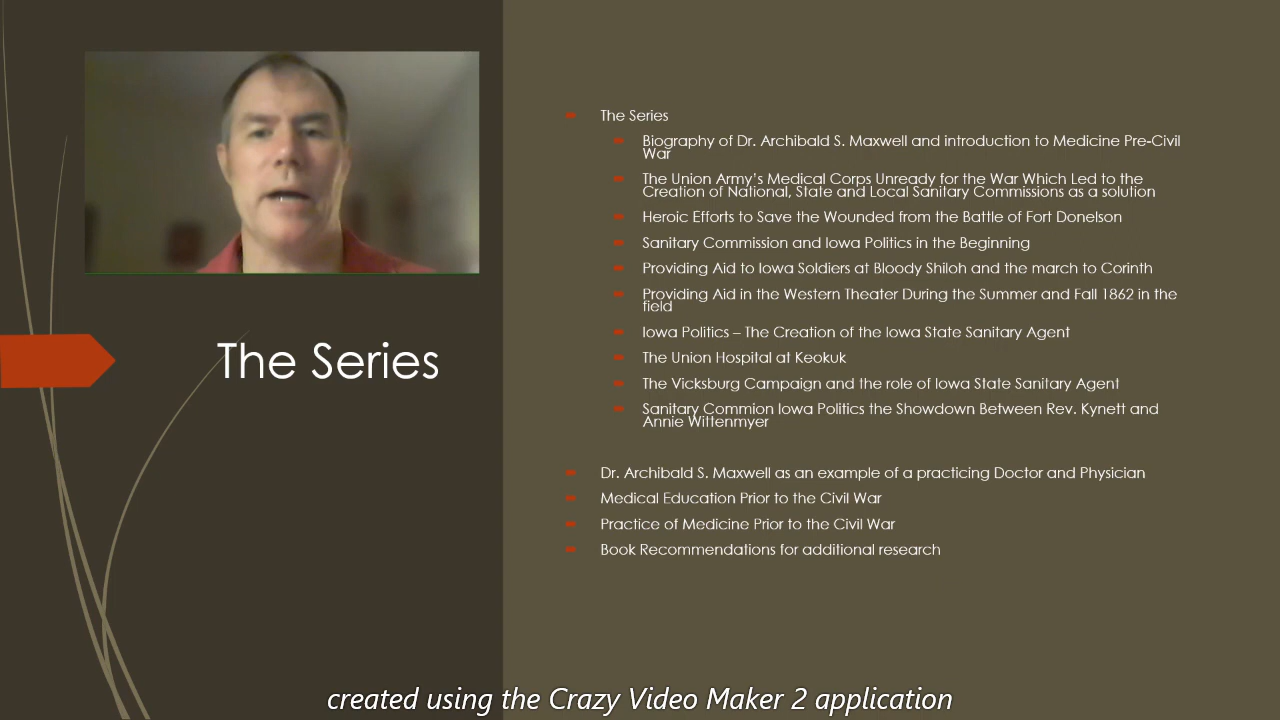 The Series
The Series
Biography of Dr. Archibald S. Maxwell and introduction to Medicine Pre-Civil
War
The Union Army's Medical Corps Unready for the War Which Led to the
Creation of National, State and Local Sanitary Commissions as a solution
Heroic Efforts to Save the Wounded from the Battle of Fort Donelson
Sanitary Commission and Iowa Politics in the Beginning
Providing Aid to Iowa Soldiers at Bloody Shiloh and the march to Corinth
Providing Aid in the Western Theater During the Summer and Fall 1862 in the
field
Iowa Politics – The Creation of the Iowa State Sanitary Agent
The Union Hospital at Keokuk
The Vicksburg Campaign and the role of Iowa State Sanitary Agent
Sanitary Commion Iowa Politics the Showdown Between Rev. Kynett and
Annie Wittenmyer
Dr. Archibald S. Maxwell as an example of a practicing Doctor and Physician
Medical Education Prior to the Civil War
Practice of Medicine Prior to the Civil War
Book Recommendations for additional research
created using the Crazy Video Maker 2 application